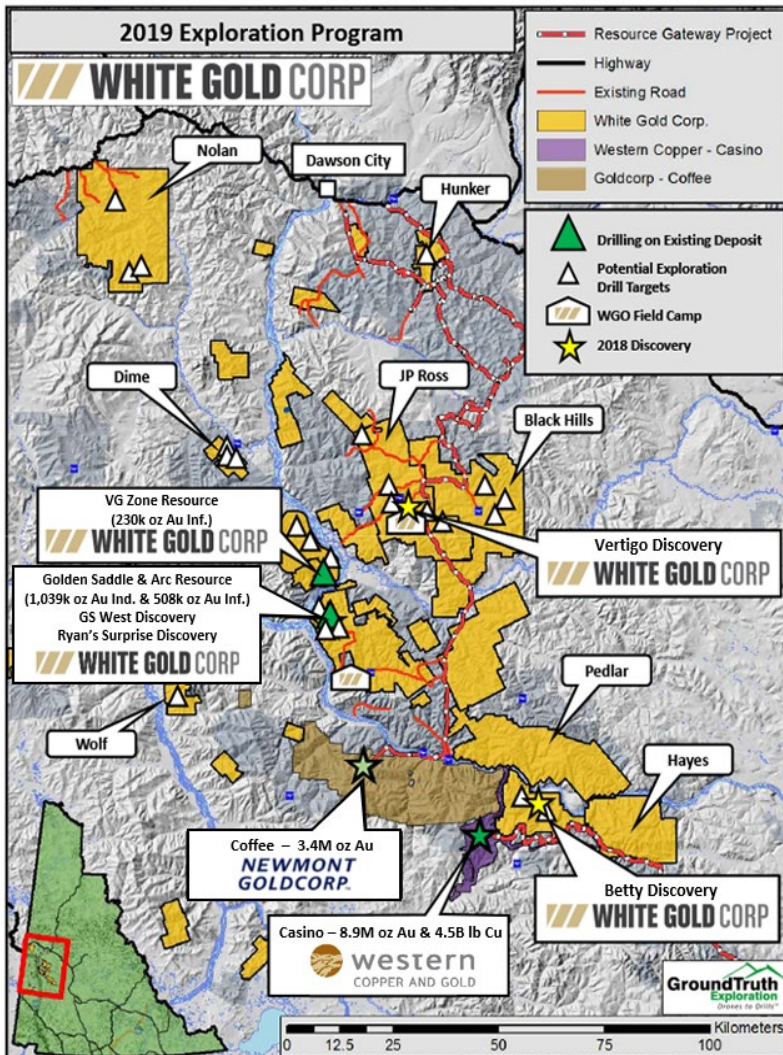 2019 Exploration Program
WHITE GOLD CORP
Resource Gateway Project
Highway
Existing Road
White Gold Corp.
Western Copper - Casino
Goldcorp - Coffee
Drilling on Existing Deposit
Potential Exploration
Drill Targets
WGO Field Camp
2018 Discovery
Nolan
Dawson City
Hunker
Dime
JP Ross
Black Hills
VG Zone Resource
(230k oz Au Inf.)
WHITE GOLD CORP
Golden Saddle & Arc Resource
(1,039k oz Au Ind. & 508k oz Au Inf.)
GS West Discovery
Ryan's Surprise Discovery
WHITE GOLD CORP
Vertigo Discovery
WHITE GOLD CORP
Wolf
Pedlar
Hayes
Coffee – 3.4M oz Au
NEWMONT
GOLDCORP™
Casino – 8.9M oz Au & 4.5B lb Cu
western
COPPER AND GOLD
Betty Discovery
WHITE GOLD CORP
GroundTruth
Exploration
Drones to Drills™
Kilometers
0 12.5 25 50 75 100